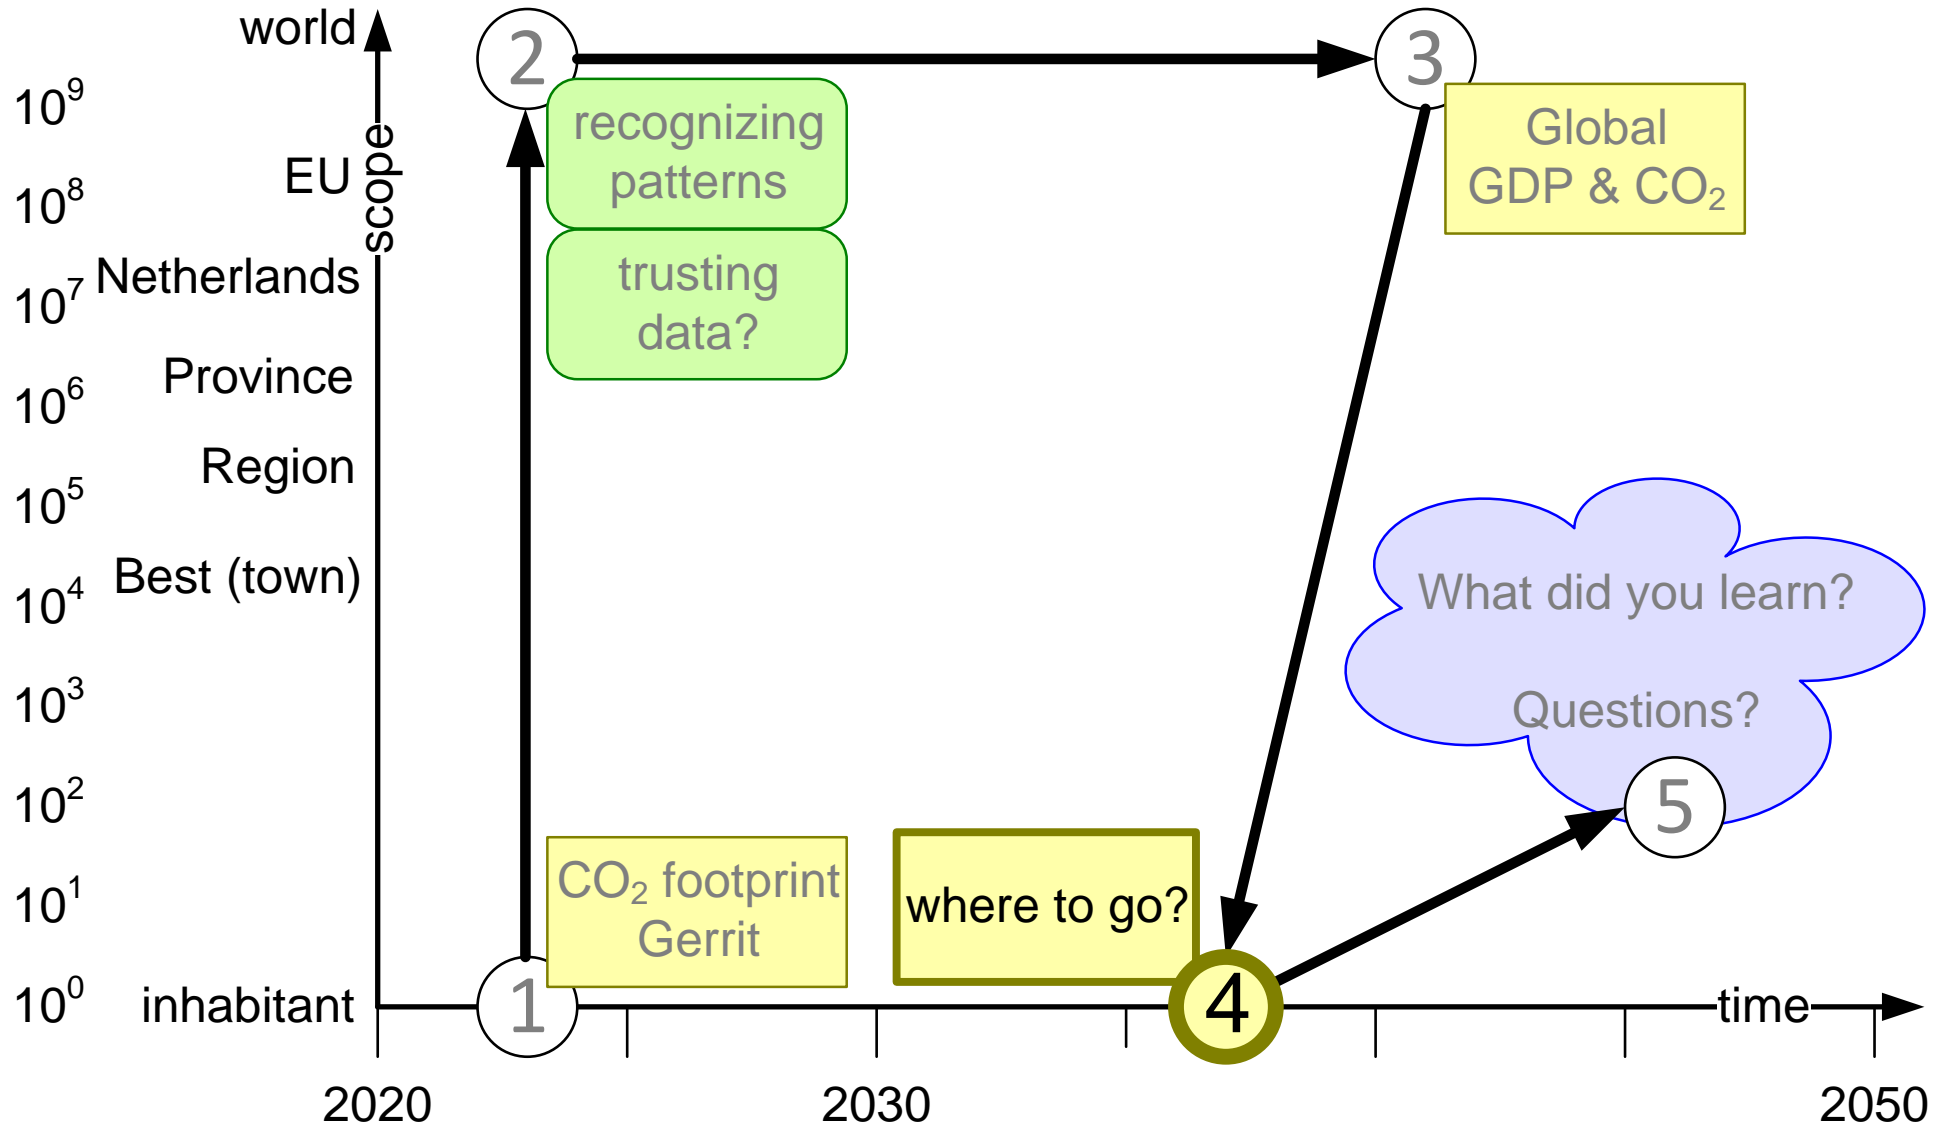 world
2
3
10⁹
recognizing
patterns
Global
GDP & CO₂
EU
scope
10⁸
Netherlands
10⁷
trusting
data?
Province
10⁶
Region
10⁵
Best (town)
10⁴
What did you learn?
10³
Questions?
10²
5
CO₂ footprint
Gerrit
where to go?
10¹
10⁰
inhabitant
1
4
time
2020
2030
2050